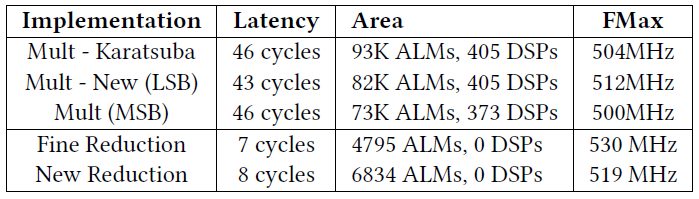 Implementation Latency Area FMax
Mult - Karatsuba 46 cycles 93K ALMs, 405 DSPs 504MHz
Mult - New (LSB) 43 cycles 82K ALMs, 405 DSPs 512MHz
Mult (MSB) 46 cycles 73K ALMs, 373 DSPs 500MHz
Fine Reduction 7 cycles 4795 ALMs, 0 DSPs 530 MHz
New Reduction 8 cycles 6834 ALMs, 0 DSPs 519 MHz